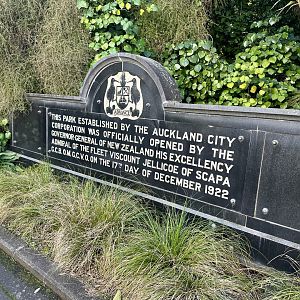 "THIS PARK ESTABLISHED BY THE AUCKLAND CITY
CORPORATION WAS OFFICIALLY OPENED BY THE
GOVERNOR-GENERAL OF NEW ZEALAND HIS EXCELLENCY
ADMIRAL OF THE FLEET VISCOUNT JELLICOE OF SCAPA
G.C.B. O.M. G.C.V.O. ON THE 17TH DAY OF DECEMBER 1922."